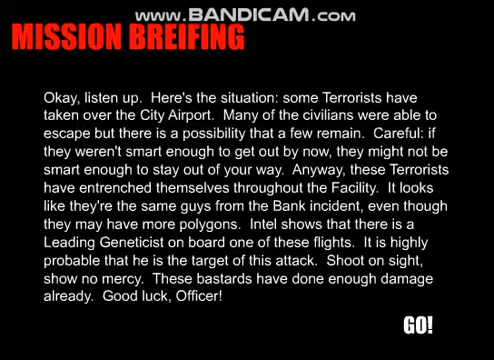 www.BANDICAM.com
MISSION BREIFING
Okay, listen up.  Here's the situation: some Terrorists have
taken over the City Airport.  Many of the civilians were able to
escape but there is a possibility that a few remain.  Careful: if
they weren't smart enough to get out by now, they might not be
smart enough to stay out of your way.  Anyway, these Terrorists
have entrenched themselves throughout the Facility.  It looks
like they're the same guys from the Bank incident, even though
they may have more polygons.  Intel shows that there is a
Leading Geneticist on board one of these flights.  It is highly
probable that he is the target of this attack.  Shoot on sight,
show no mercy.  These bastards have done enough damage
already.  Good luck, Officer!
GO!